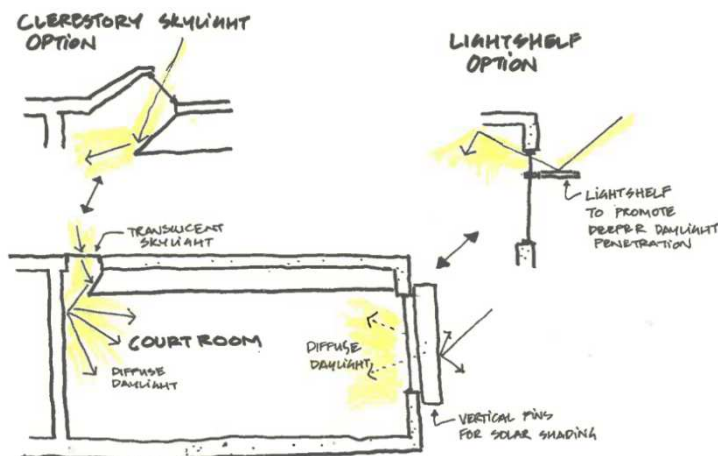 CLERESTORY SKYLIGHT
OPTION
LIGHTSHELF
OPTION
LIGHTSHELF
TO PROMOTE
DEEPER DAYLIGHT
PENETRATION
TRANSLUCENT
SKYLIGHT
COURTROOM
DIFFUSE
DAYLIGHT
DIFFUSE
DAYLIGHT
VERTICAL FINS
FOR SOLAR SHADING